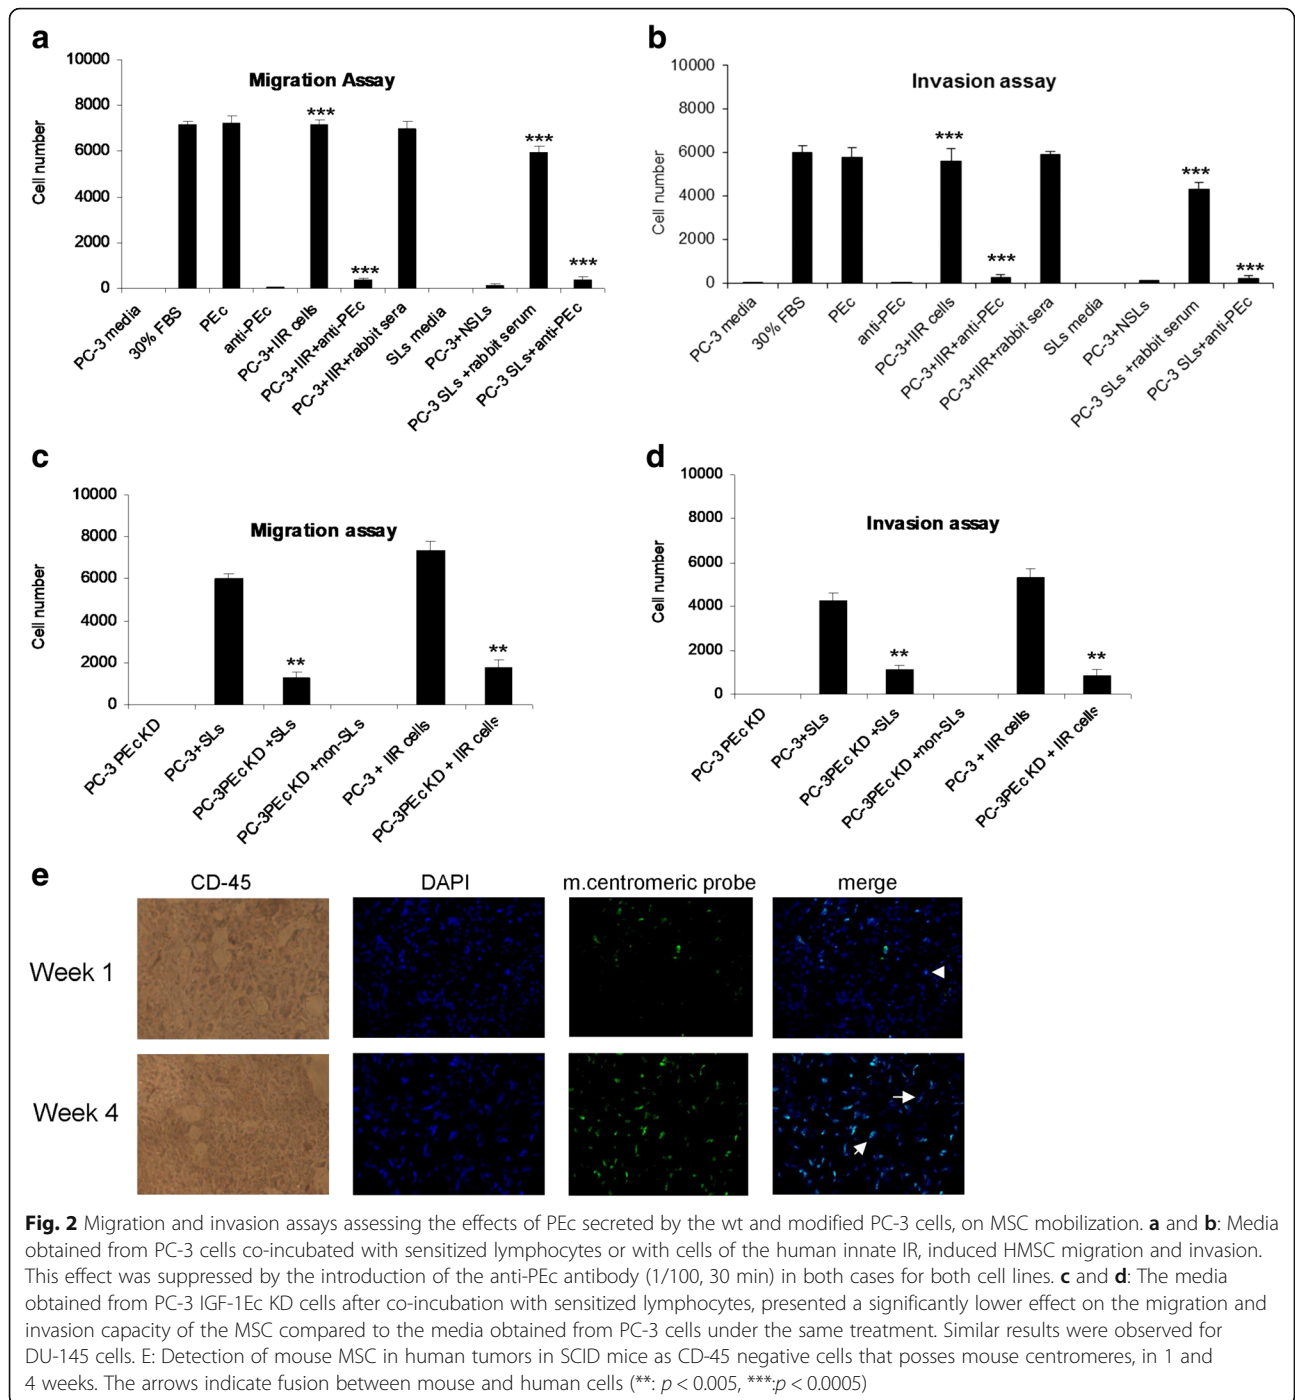 a
Migration Assay
Cell number
10000
8000
6000
4000
2000
0
***
***
***
***
PC-3 media
30% FBS
PEc
anti-PEc
PC-3+IIR cells
PC-3+IIR+anti-PEc
PC-3+IIR+rabbit sera
SLs media
PC-3+NSLs
PC-3 SLs +rabbit serum
PC-3 SLs+anti-PEc
b
Invasion assay
Cell number
10000
8000
6000
4000
2000
0
***
***
***
***
PC-3 media
30% FBS
PEc
anti-PEc
PC-3+IIR cells
PC-3+IIR+anti-PEc
PC-3+IIR+rabbit sera
SLs media
PC-3+NSLs
PC-3 SLs +rabbit serum
PC-3 SLs+anti-PEc
c
Migration assay
Cell number
10000
8000
6000
4000
2000
0
**
**
PC-3 PEc KD
PC-3+SLs
PC-3PEc KD +SLs
PC-3PEc KD +non-SLs
PC-3 + IIR cells
PC-3PEc KD + IIR cells
d
Invasion assay
Cell number
10000
8000
6000
4000
2000
0
**
**
PC-3 PEc KD
PC-3+SLs
PC-3PEc KD +SLs
PC-3PEc KD +non-SLs
PC-3 + IIR cells
PC-3PEc KD + IIR cells
e
CD-45 DAPI m.centromeric probe merge
Week 1
Week 4
Fig. 2 Migration and invasion assays assessing the effects of PEc secreted by the wt and modified PC-3 cells, on MSC mobilization. a and b: Media
obtained from PC-3 cells co-incubated with sensitized lymphocytes or with cells of the human innate IR, induced HMSC migration and invasion.
This effect was suppressed by the introduction of the anti-PEc antibody (1/100, 30 min) in both cases for both cell lines. c and d: The media
obtained from PC-3 IGF-1Ec KD cells after co-incubation with sensitized lymphocytes, presented a significantly lower effect on the migration and
invasion capacity of the MSC compared to the media obtained from PC-3 cells under the same treatment. Similar results were observed for
DU-145 cells. E: Detection of mouse MSC in human tumors in SCID mice as CD-45 negative cells that posses mouse centromeres, in 1 and
4 weeks. The arrows indicate fusion between mouse and human cells (**: p < 0.005, ***:p < 0.0005)